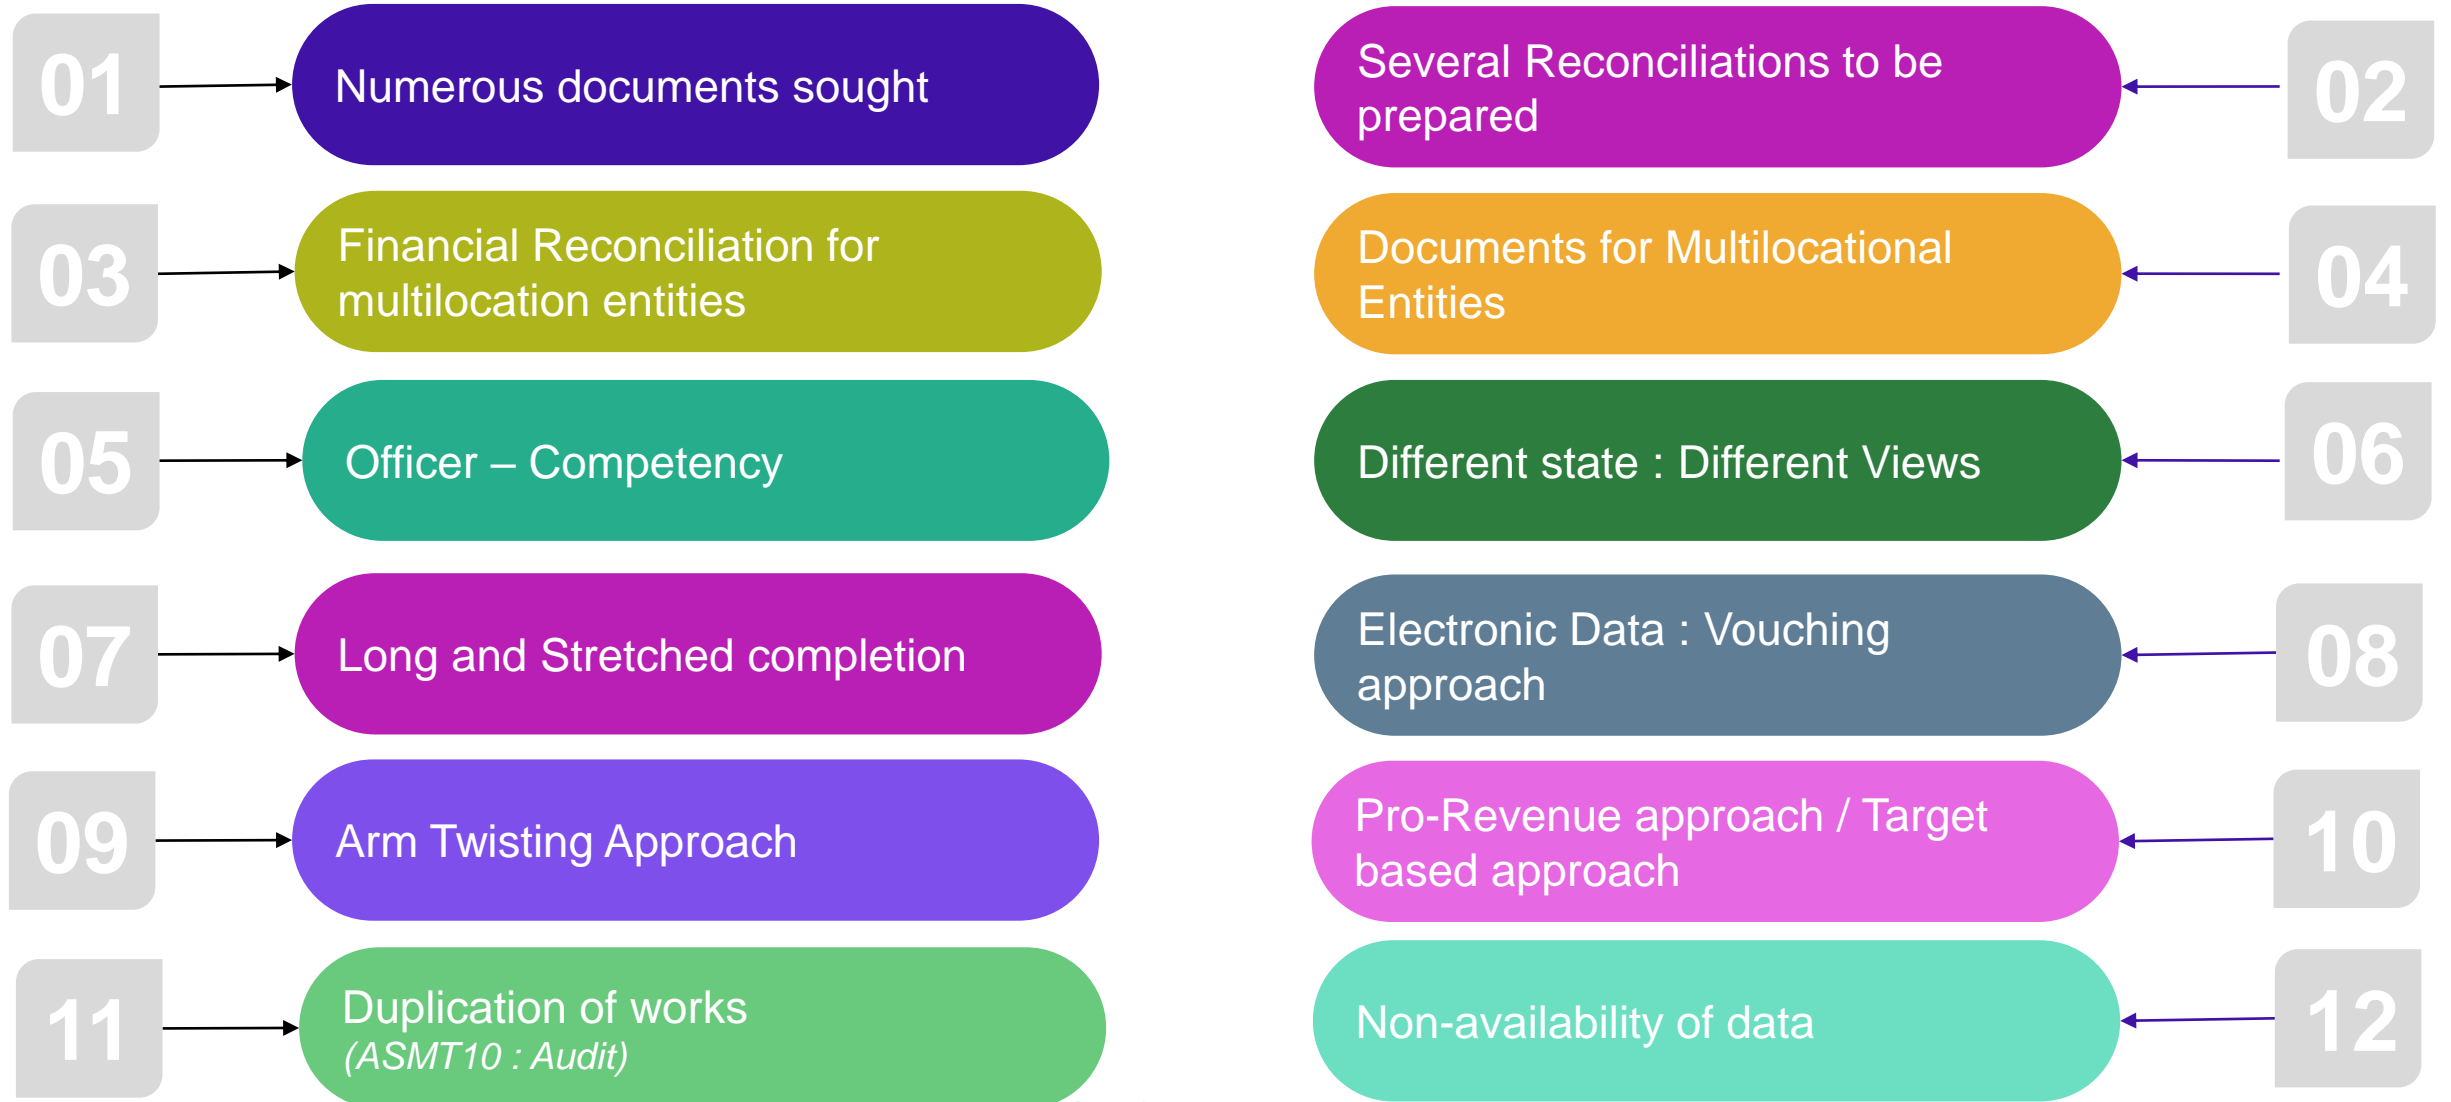 01
Numerous documents sought
Several Reconciliations to be
prepared
02
03
Financial Reconciliation for
multilocation entities
Documents for Multilocational
Entities
04
05
Officer – Competency
Different state : Different Views
06
07
Long and Stretched completion
Electronic Data : Vouching
approach
08
09
Arm Twisting Approach
Pro-Revenue approach / Target
based approach
10
11
Duplication of works
(ASMT10 : Audit)
Non-availability of data
12